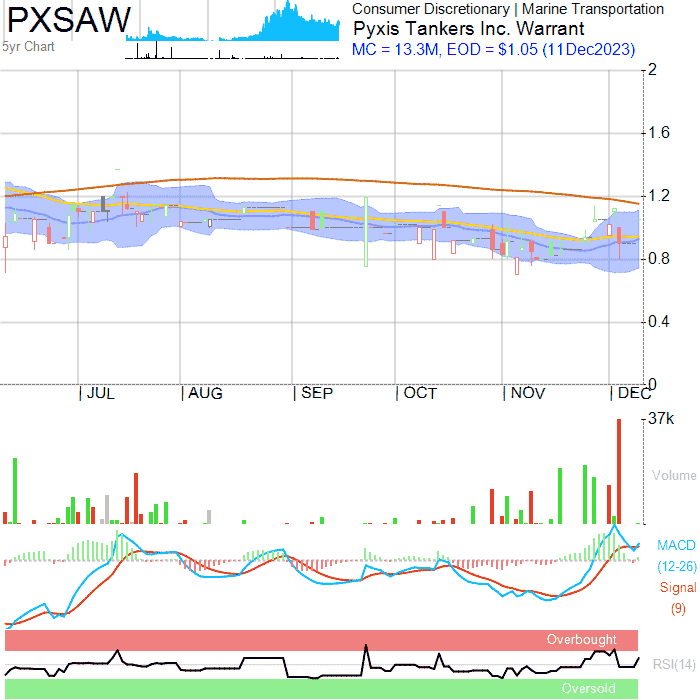 PXSAW
5yr Chart
Consumer Discretionary | Marine Transportation
Pyxis Tankers Inc. Warrant
MC = 13.3M, EOD = $1.05 (11Dec2023)
2
1.6
1.2
0.8
0.4
0
JUL AUG SEP OCT NOV DEC
37k
Volume
MACD
(12-26)
Signal
(9)
Overbought
RSI(14)
Oversold